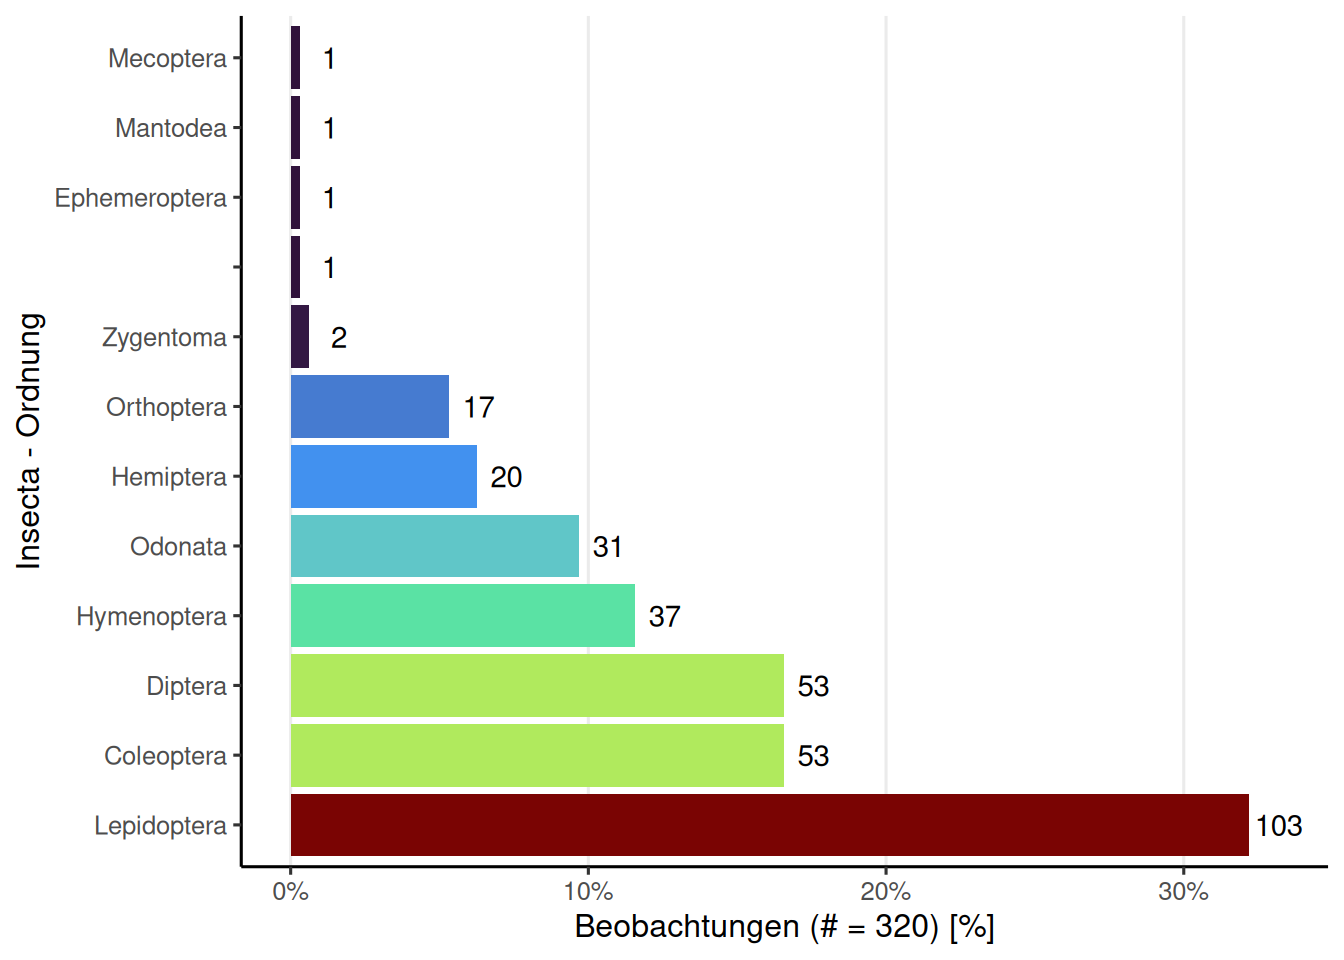 Mecoptera 1
Mantodea 1
Ephemeroptera 1
1
Zygentoma 2
Orthoptera 17
Hemiptera 20
Odonata 31
Hymenoptera 37
Diptera 53
Coleoptera 53
Lepidoptera 103
Insecta - Ordnung
0% 10% 20% 30%
Beobachtungen (# = 320) [%]